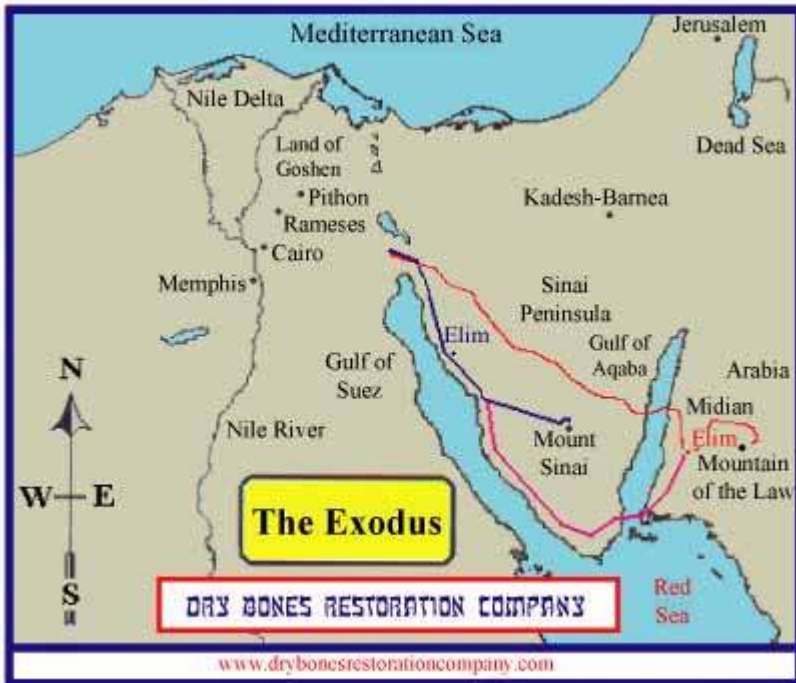 Mediterranean Sea
Jerusalem
Nile Delta
Dead Sea
Land of
Goshen
Pithon
Rameses
Kadesh-Barnea
Cairo
Memphis
Sinai
Peninsula
Elim
Gulf of
Aqaba
Gulf of
Suez
Arabia
Midian
N
Nile River
Mount
Sinai
Elim
Mountain
of the Law
W
E
The Exodus
S
DRY BONES RESTORATION COMPANY
Red
Sea
www.drybonesrestorationcompany.com